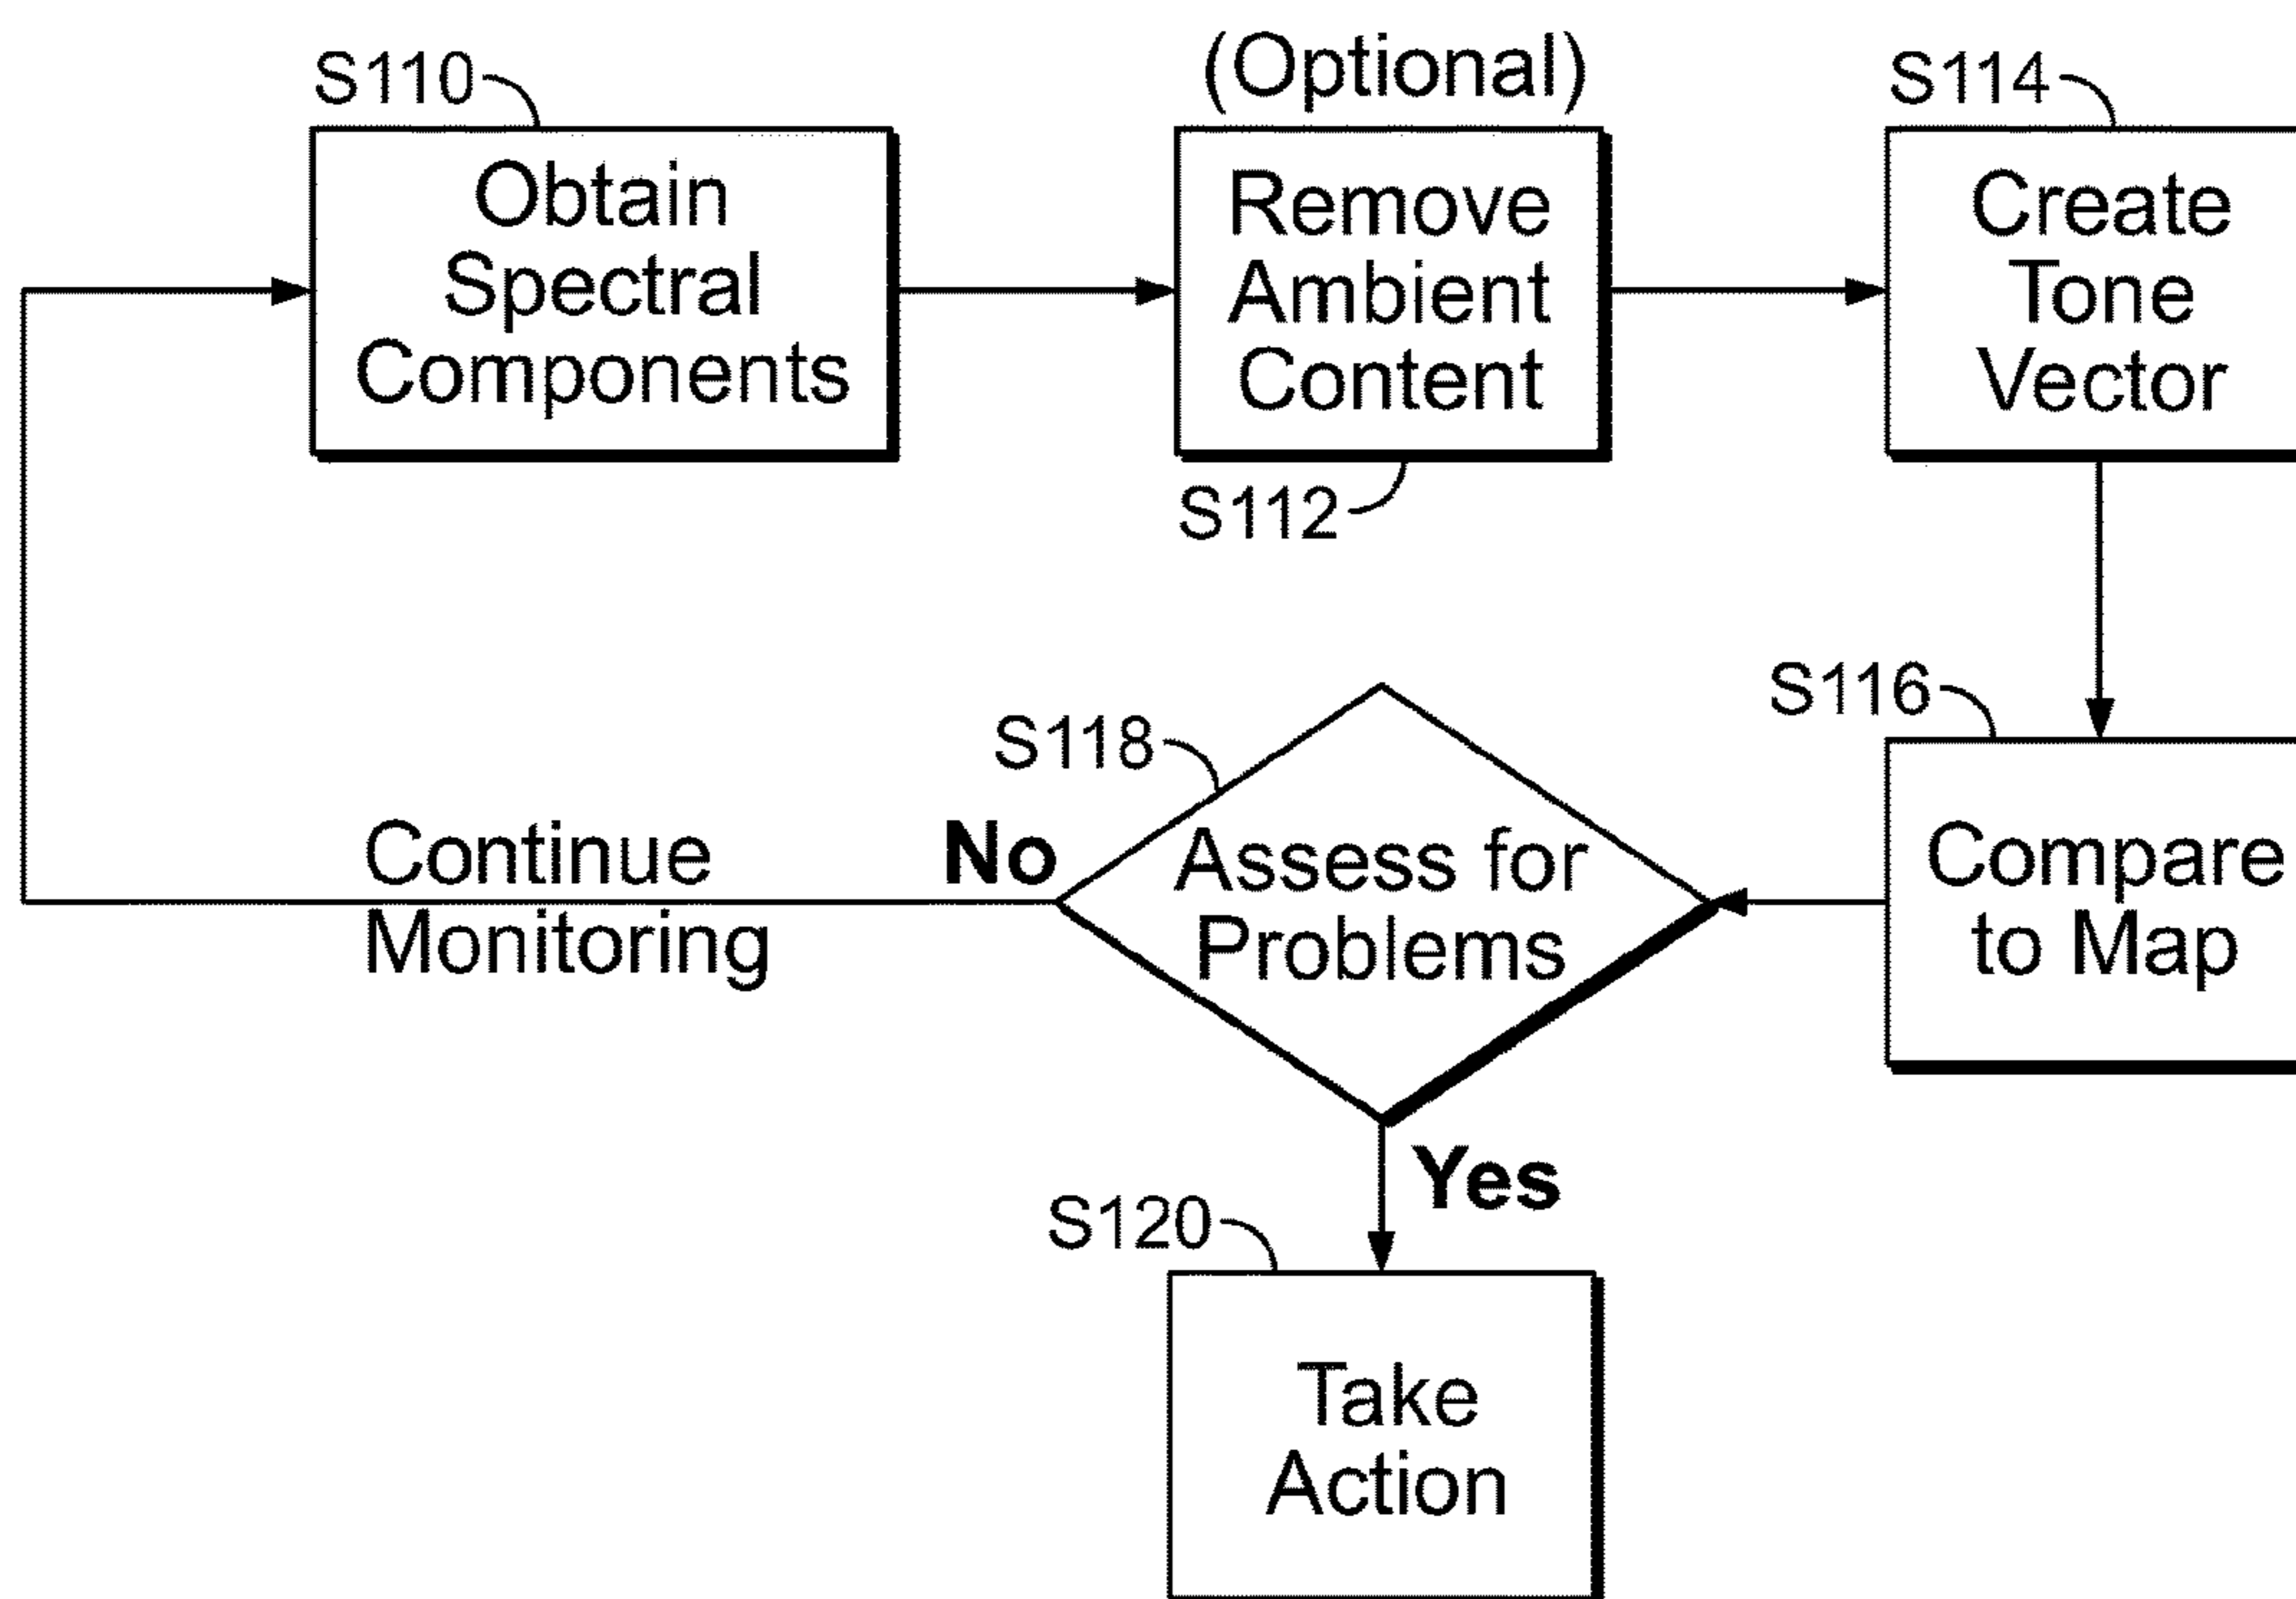 S110
Obtain
Spectral
Components
(Optional)
Remove
Ambient
Content
S112
S114
Create
Tone
Vector
S116
Compare
to Map
S118
Assess for
Problems
No
Continue
Monitoring
Yes
S120
Take
Action